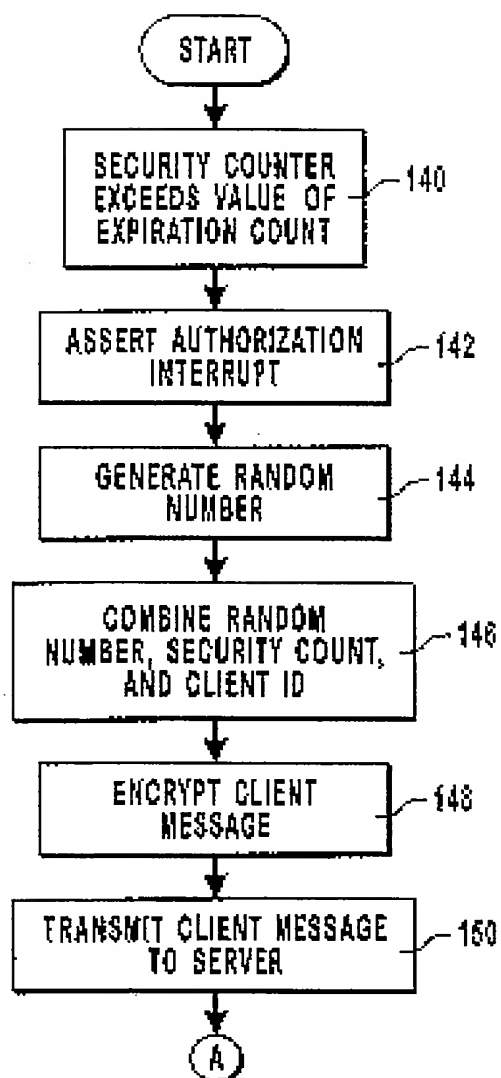 START
SECURITY COUNTER
EXCEEDS VALUE OF
EXPIRATION COUNT
140
ASSERT AUTHORIZATION
INTERRUPT
142
GENERATE RANDOM
NUMBER
144
COMBINE RANDOM
NUMBER, SECURITY COUNT,
AND CLIENT ID
146
ENCRYPT CLIENT
MESSAGE
148
TRANSMIT CLIENT MESSAGE
TO SERVER
150
A